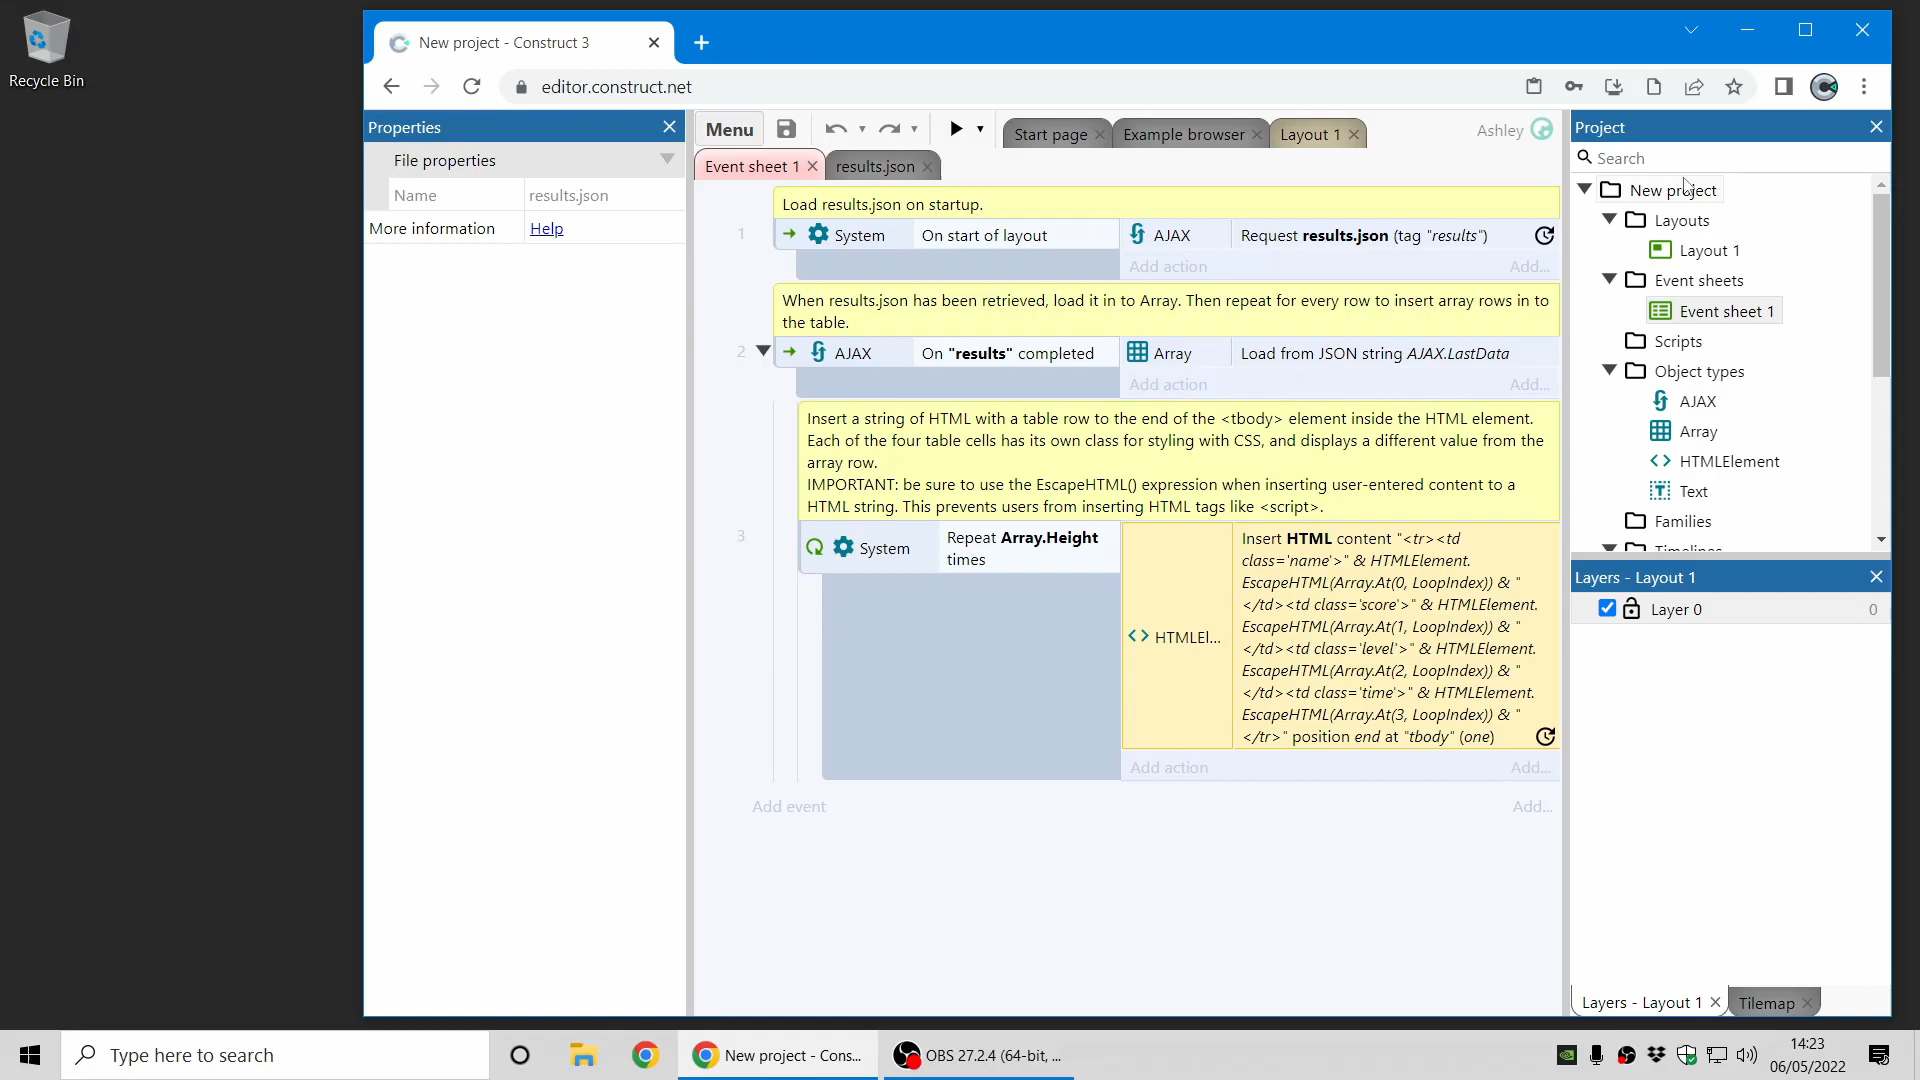 Recycle Bin
New project - Construct 3
editor.construct.net
Properties
File properties
Name
results.json
More information
Help
Menu
Start page
Example browser
Layout 1
Ashley
Event sheet 1
results.json
Load results.json on startup.
1
System
On start of layout
AJAX
Request results.json (tag "results")
Add action
Add...
When results.json has been retrieved, load it in to Array. Then repeat for every row to insert array rows in to
the table.
2
AJAX
On "results" completed
Array
Load from JSON string AJAX.LastData
Add action
Add...
Insert a string of HTML with a table row to the end of the <tbody> element inside the HTML element.
Each of the four table cells has its own class for styling with CSS, and displays a different value from the
array row.
IMPORTANT: be sure to use the EscapeHTML() expression when inserting user-entered content to a
HTML string. This prevents users from inserting HTML tags like <script>.
3
System
Repeat Array.Height
times
HTMLEl...
Insert HTML content "<tr><td
class='name'>" & HTMLElement.
EscapeHTML(Array.At(0, LoopIndex)) & "
</td><td class='score'>" & HTMLElement.
EscapeHTML(Array.At(1, LoopIndex)) & "
</td><td class='level'>" & HTMLElement.
EscapeHTML(Array.At(2, LoopIndex)) & "
</td><td class='time'>" & HTMLElement.
EscapeHTML(Array.At(3, LoopIndex)) & "
</tr>" position end at "tbody" (one)
Add action
Add...
Add event
Add...
Project
Search
New project
Layouts
Layout 1
Event sheets
Event sheet 1
Scripts
Object types
AJAX
Array
HTMLElement
Text
Families
Timelines
Layers - Layout 1
Layer 0
0
Layers - Layout 1
Tilemap
Type here to search
New project - Cons...
OBS 27.2.4 (64-bit, ...
14:23
06/05/2022